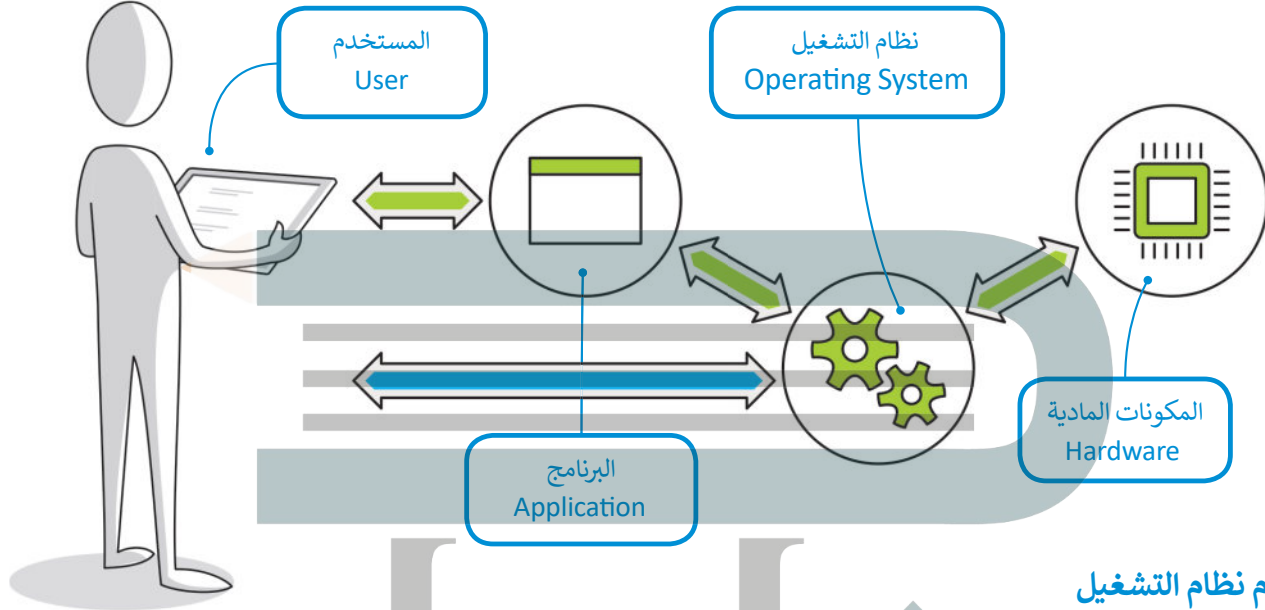 المستخدم
User
نظام التشغيل
Operating System
المكونات المادية
Hardware
البرنامج
Application
نظام التشغيل